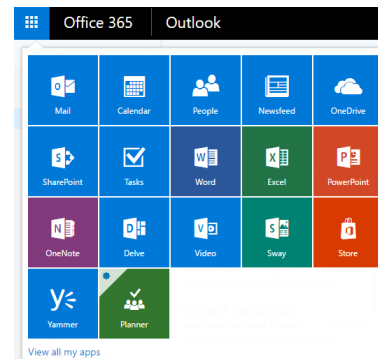 Office 365 Outlook
Mail Calendar People Newsfeed OneDrive
SharePoint Tasks Word Excel PowerPoint
OneNote Delve Video Sway Store
Yammer Planner
View all my apps